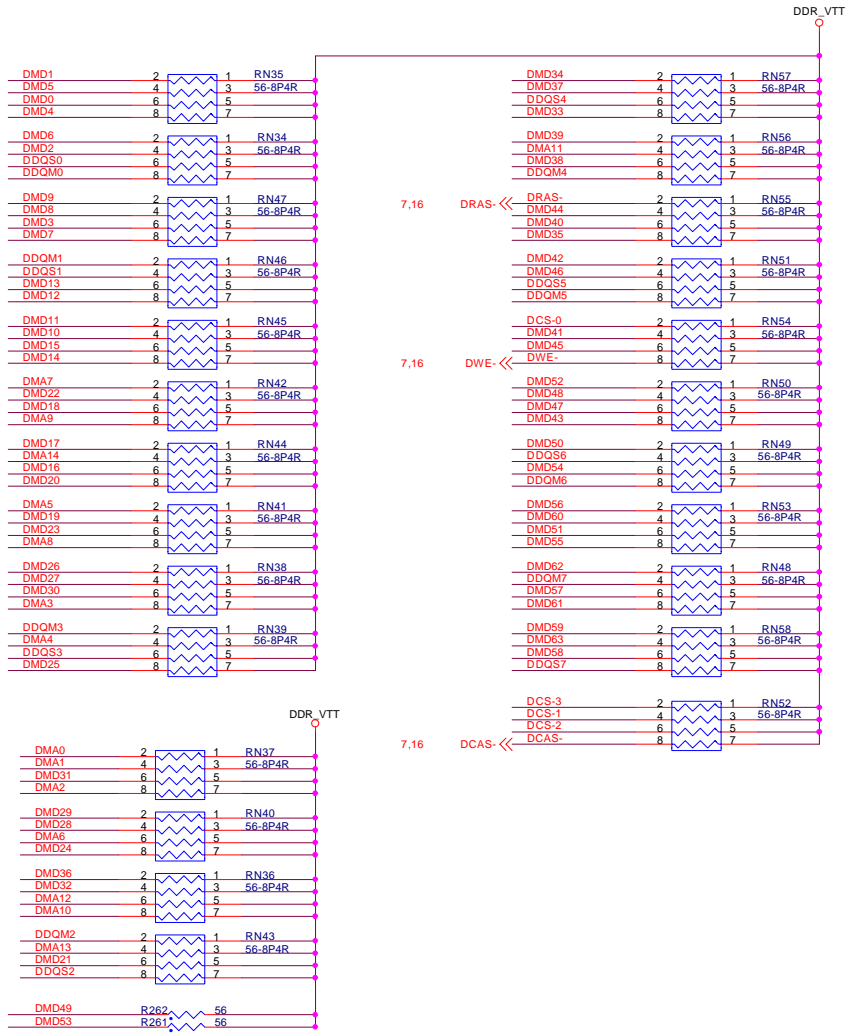 DDR_VTT
DMD1 2 1 RN35
DMD5 4 3 56-8P4R
DMD0 6 5
DMD4 8 7
DMD6 2 1 RN34
DMD2 4 3 56-8P4R
DDQS0 6 5
DDQM0 8 7
DMD9 2 1 RN47
DMD8 4 3 56-8P4R
DMD3 6 5
DMD7 8 7
DDQM1 2 1 RN46
DDQS1 4 3 56-8P4R
DMD13 6 5
DMD12 8 7
DMD11 2 1 RN45
DMD10 4 3 56-8P4R
DMD15 6 5
DMD14 8 7
DMA7 2 1 RN42
DMD22 4 3 56-8P4R
DMD18 6 5
DMA9 8 7
DMD17 2 1 RN44
DMA14 4 3 56-8P4R
DMD16 6 5
DMD20 8 7
DMA5 2 1 RN41
DMD19 4 3 56-8P4R
DMD23 6 5
DMA8 8 7
DMD26 2 1 RN38
DMD27 4 3 56-8P4R
DMD30 6 5
DMA3 8 7
DDQM3 2 1 RN39
DMA4 4 3 56-8P4R
DDQS3 6 5
DMD25 8 7
DMD34 2 1 RN57
DMD37 4 3 56-8P4R
DDQS4 6 5
DMD33 8 7
DMD39 2 1 RN56
DMA11 4 3 56-8P4R
DMD38 6 5
DDQM4 8 7
7,16 DRAS- DRAS- 2 1 RN55
DMD44 4 3 56-8P4R
DMD40 6 5
DMD35 8 7
DMD42 2 1 RN51
DMD46 4 3 56-8P4R
DDQS5 6 5
DDQM5 8 7
DCS-0 2 1 RN54
DMD41 4 3 56-8P4R
DMD45 6 5
7,16 DWE- DWE- 8 7
DMD52 2 1 RN50
DMD48 4 3 56-8P4R
DMD47 6 5
DMD43 8 7
DMD50 2 1 RN49
DDQS6 4 3 56-8P4R
DMD54 6 5
DDQM6 8 7
DMD56 2 1 RN53
DMD60 4 3 56-8P4R
DMD51 6 5
DMD55 8 7
DMD62 2 1 RN48
DDQM7 4 3 56-8P4R
DMD57 6 5
DMD61 8 7
DMD59 2 1 RN58
DMD63 4 3 56-8P4R
DMD58 6 5
DDQS7 8 7
DCS-3 2 1 RN52
DCS-1 4 3 56-8P4R
DCS-2 6 5
7,16 DCAS- DCAS- 8 7
DDR_VTT
DMA0 2 1 RN37
DMA1 4 3 56-8P4R
DMD31 6 5
DMA2 8 7
DMD29 2 1 RN40
DMD28 4 3 56-8P4R
DMA6 6 5
DMD24 8 7
DMD36 2 1 RN36
DMD32 4 3 56-8P4R
DMA12 6 5
DMA10 8 7
DDQM2 2 1 RN43
DMA13 4 3 56-8P4R
DMD21 6 5
DDQS2 8 7
DMD49 R262 56
DMD53 R261 56